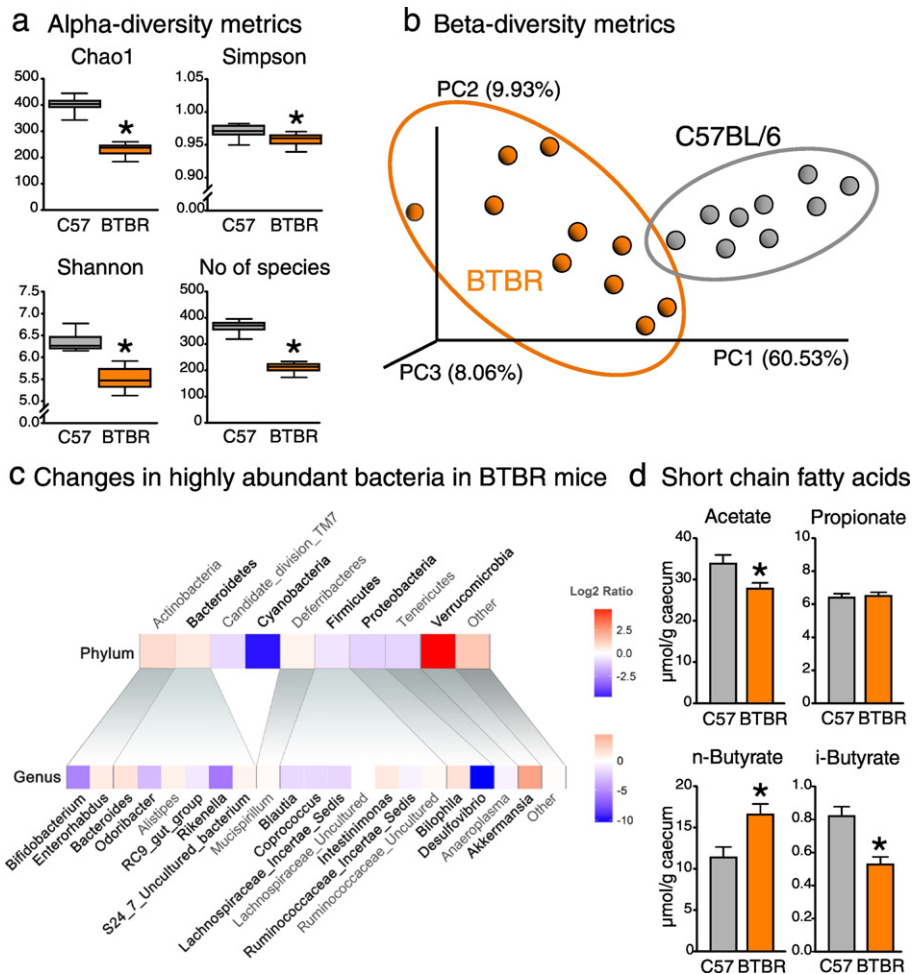 a Alpha-diversity metrics
Chao1
500
400
300
200
100
0
C57 BTBR
*
Simpson
1.05
1.00
0.95
0.90
0.00
C57 BTBR
*
Shannon
7.5
7.0
6.5
6.0
5.5
5.0
0.0
C57 BTBR
*
No of species
500
400
300
200
100
0
C57 BTBR
*
b Beta-diversity metrics
PC2 (9.93%)
C57BL/6
BTBR
PC3 (8.06%)
PC1 (60.53%)
c Changes in highly abundant bacteria in BTBR mice
Actinobacteria
Bacteroidetes
Candidate_division_TM7
Cyanobacteria
Deferribacteres
Firmicutes
Proteobacteria
Tenericutes
Verrucomicrobia
Other
Phylum
Log2 Ratio
2.5
0
-2.5
Genus
0
-5
-10
Bifidobacterium
Enterorhabdus
Bacteroides
Odoribacter
Alistipes
RC9_gut_group
Rikenella
S24_7_Uncultured_bacterium
Mucispirillum
Blautia
Coprococcus
Lachnospiraceae_Incertae_Sedis
Lachnospiraceae_Uncultured
Intestinimonas
Ruminococcaceae_Incertae_Sedis
Ruminococcaceae_Uncultured
Bilophila
Desulfovibrio
Anaeroplasma
Akkermansia
Other
d Short chain fatty acids
Acetate
µmol/g caecum
40
30
20
10
0
C57 BTBR
*
Propionate
8
6
4
2
0
C57 BTBR
n-Butyrate
µmol/g caecum
20
15
10
5
0
C57 BTBR
*
i-Butyrate
1.0
0.8
0.6
0.4
0.2
0.0
C57 BTBR
*